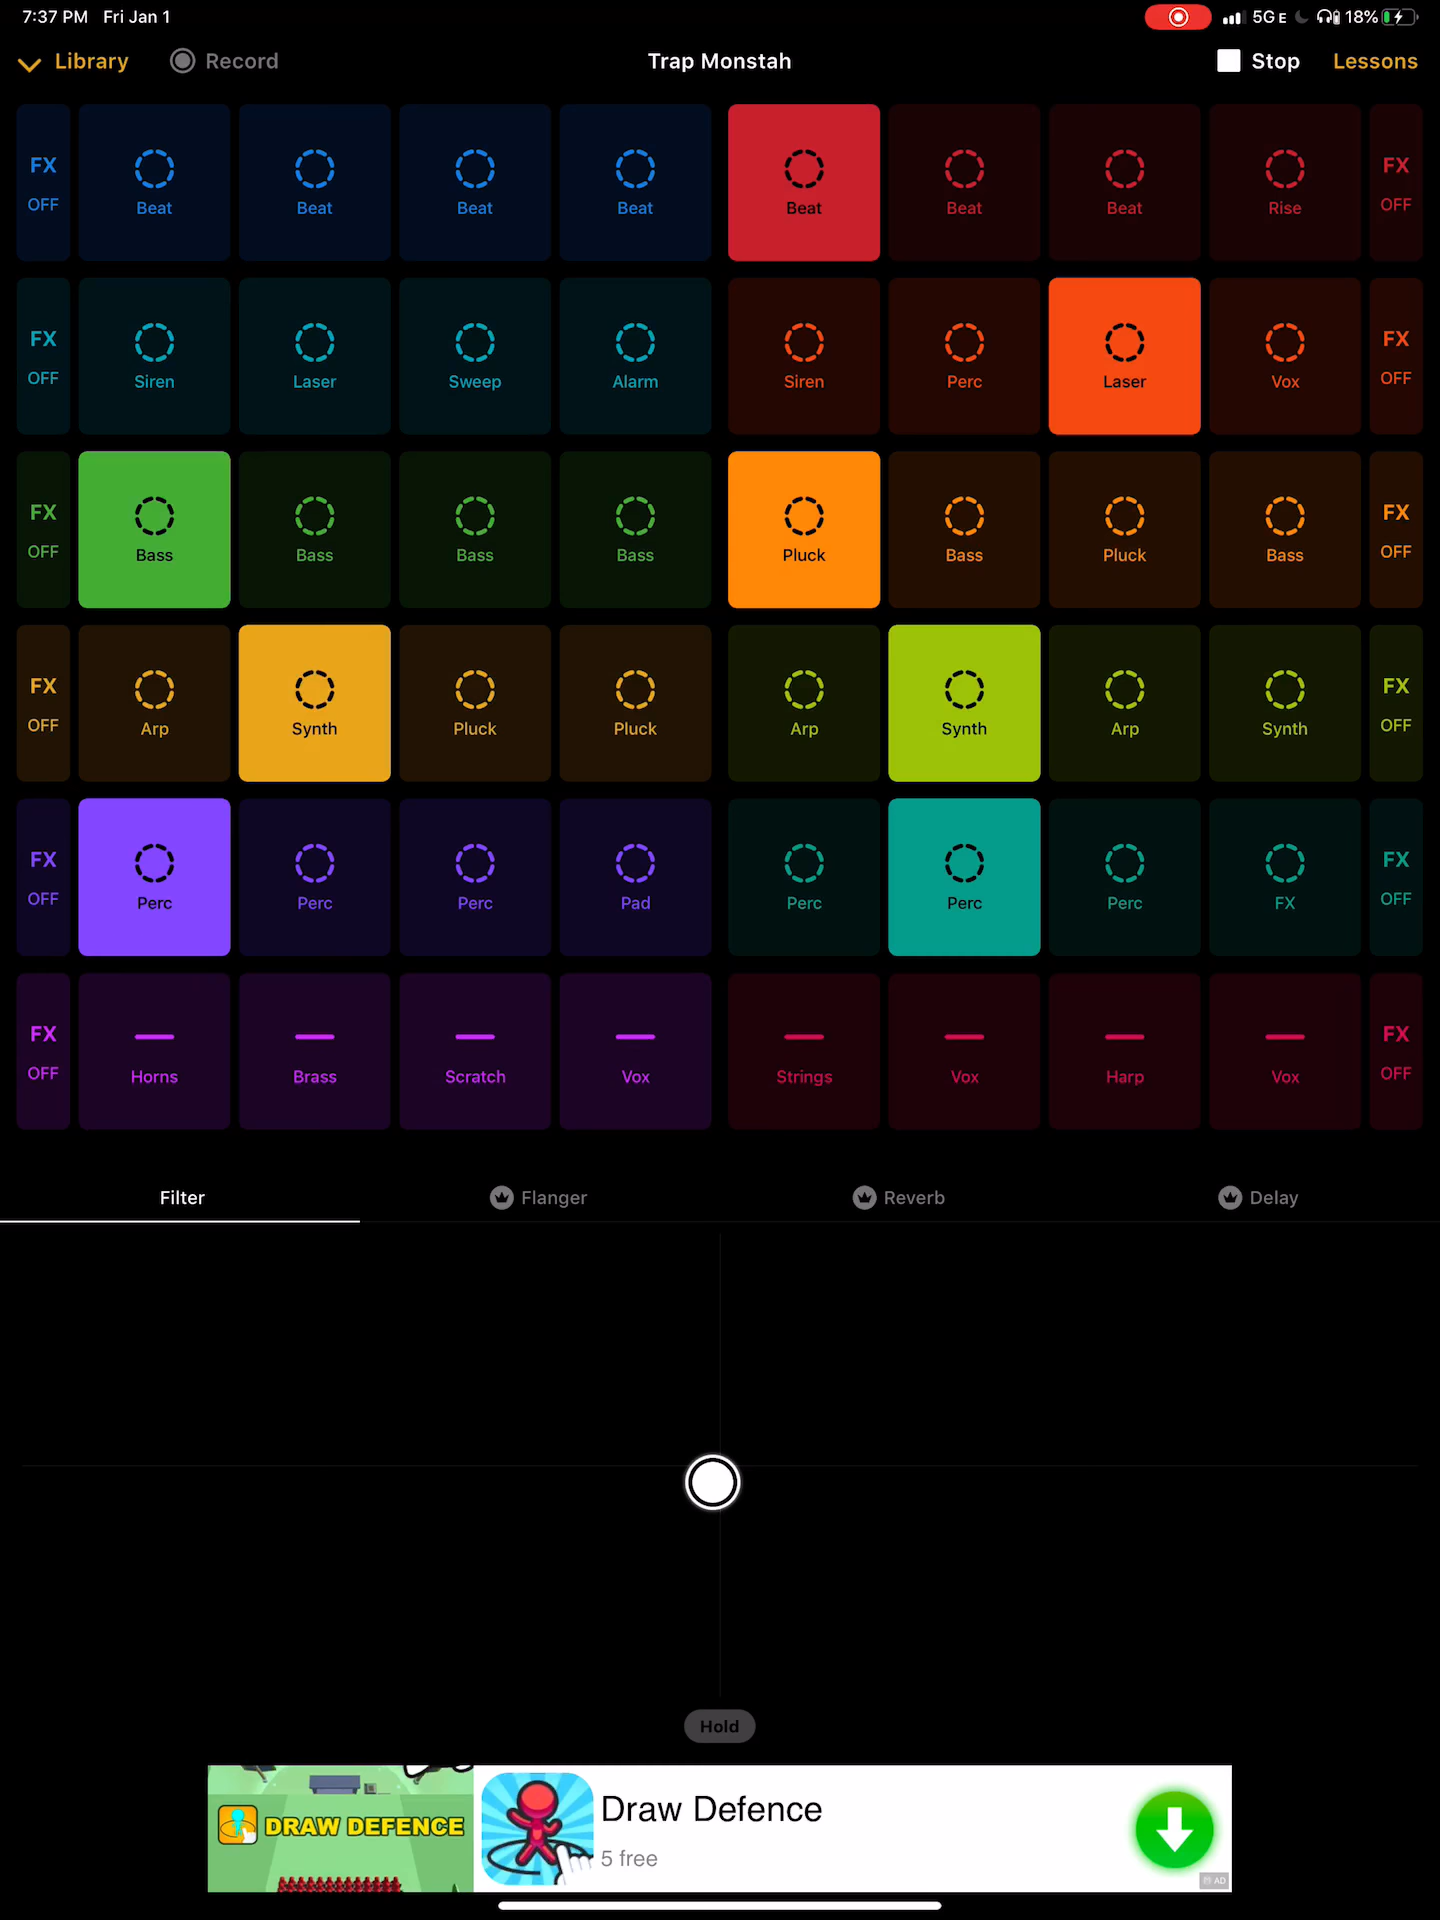 7:37 PM Fri Jan 1 5G E 18%
Library Record Trap Monstah Stop Lessons
FX Beat Beat Beat Beat Beat Beat Beat Rise FX
OFF OFF
FX Siren Laser Sweep Alarm Siren Perc Laser Vox FX
OFF OFF
FX Bass Bass Bass Bass Pluck Bass Pluck Bass FX
OFF OFF
FX Arp Synth Pluck Pluck Arp Synth Arp Synth FX
OFF OFF
FX Perc Perc Perc Pad Perc Perc Perc FX FX
OFF OFF
FX Horns Brass Scratch Vox Strings Vox Harp Vox FX
OFF OFF
Filter Flanger Reverb Delay
Hold
DRAW DEFENCE
Draw Defence
5 free
AD